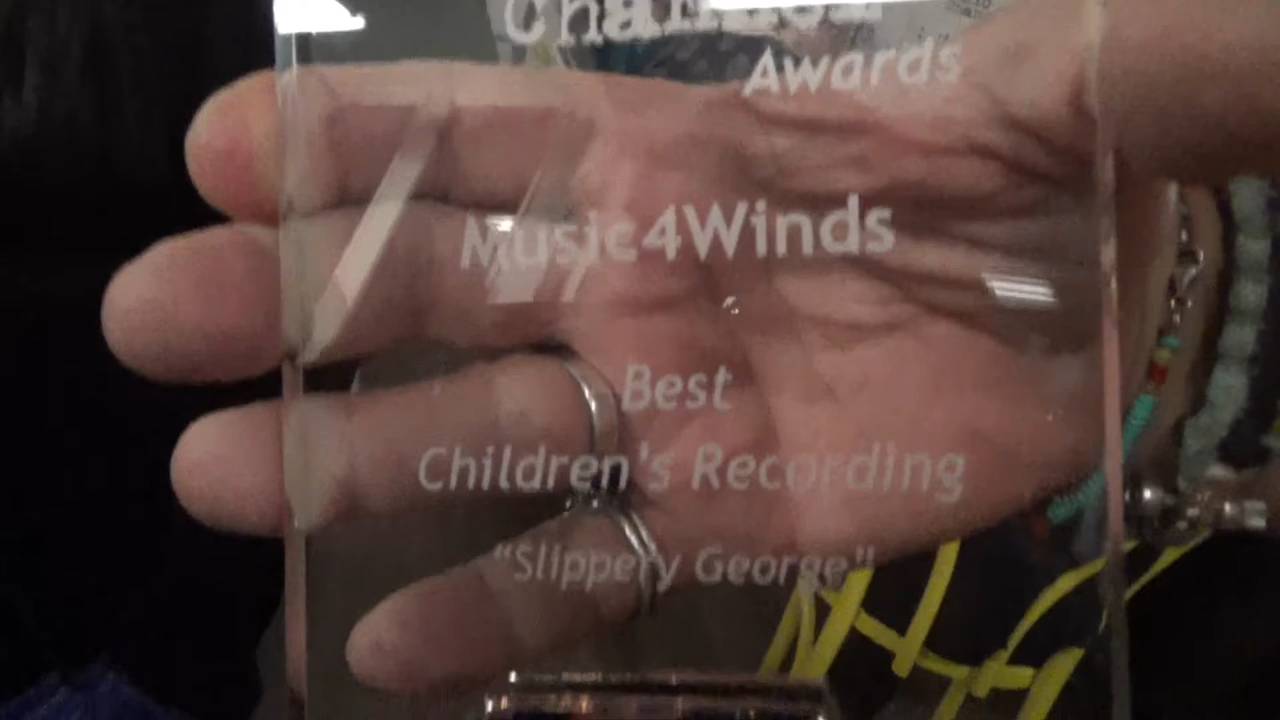 Awards
Music4Winds
Best
Children's Recording
"Slippery George"